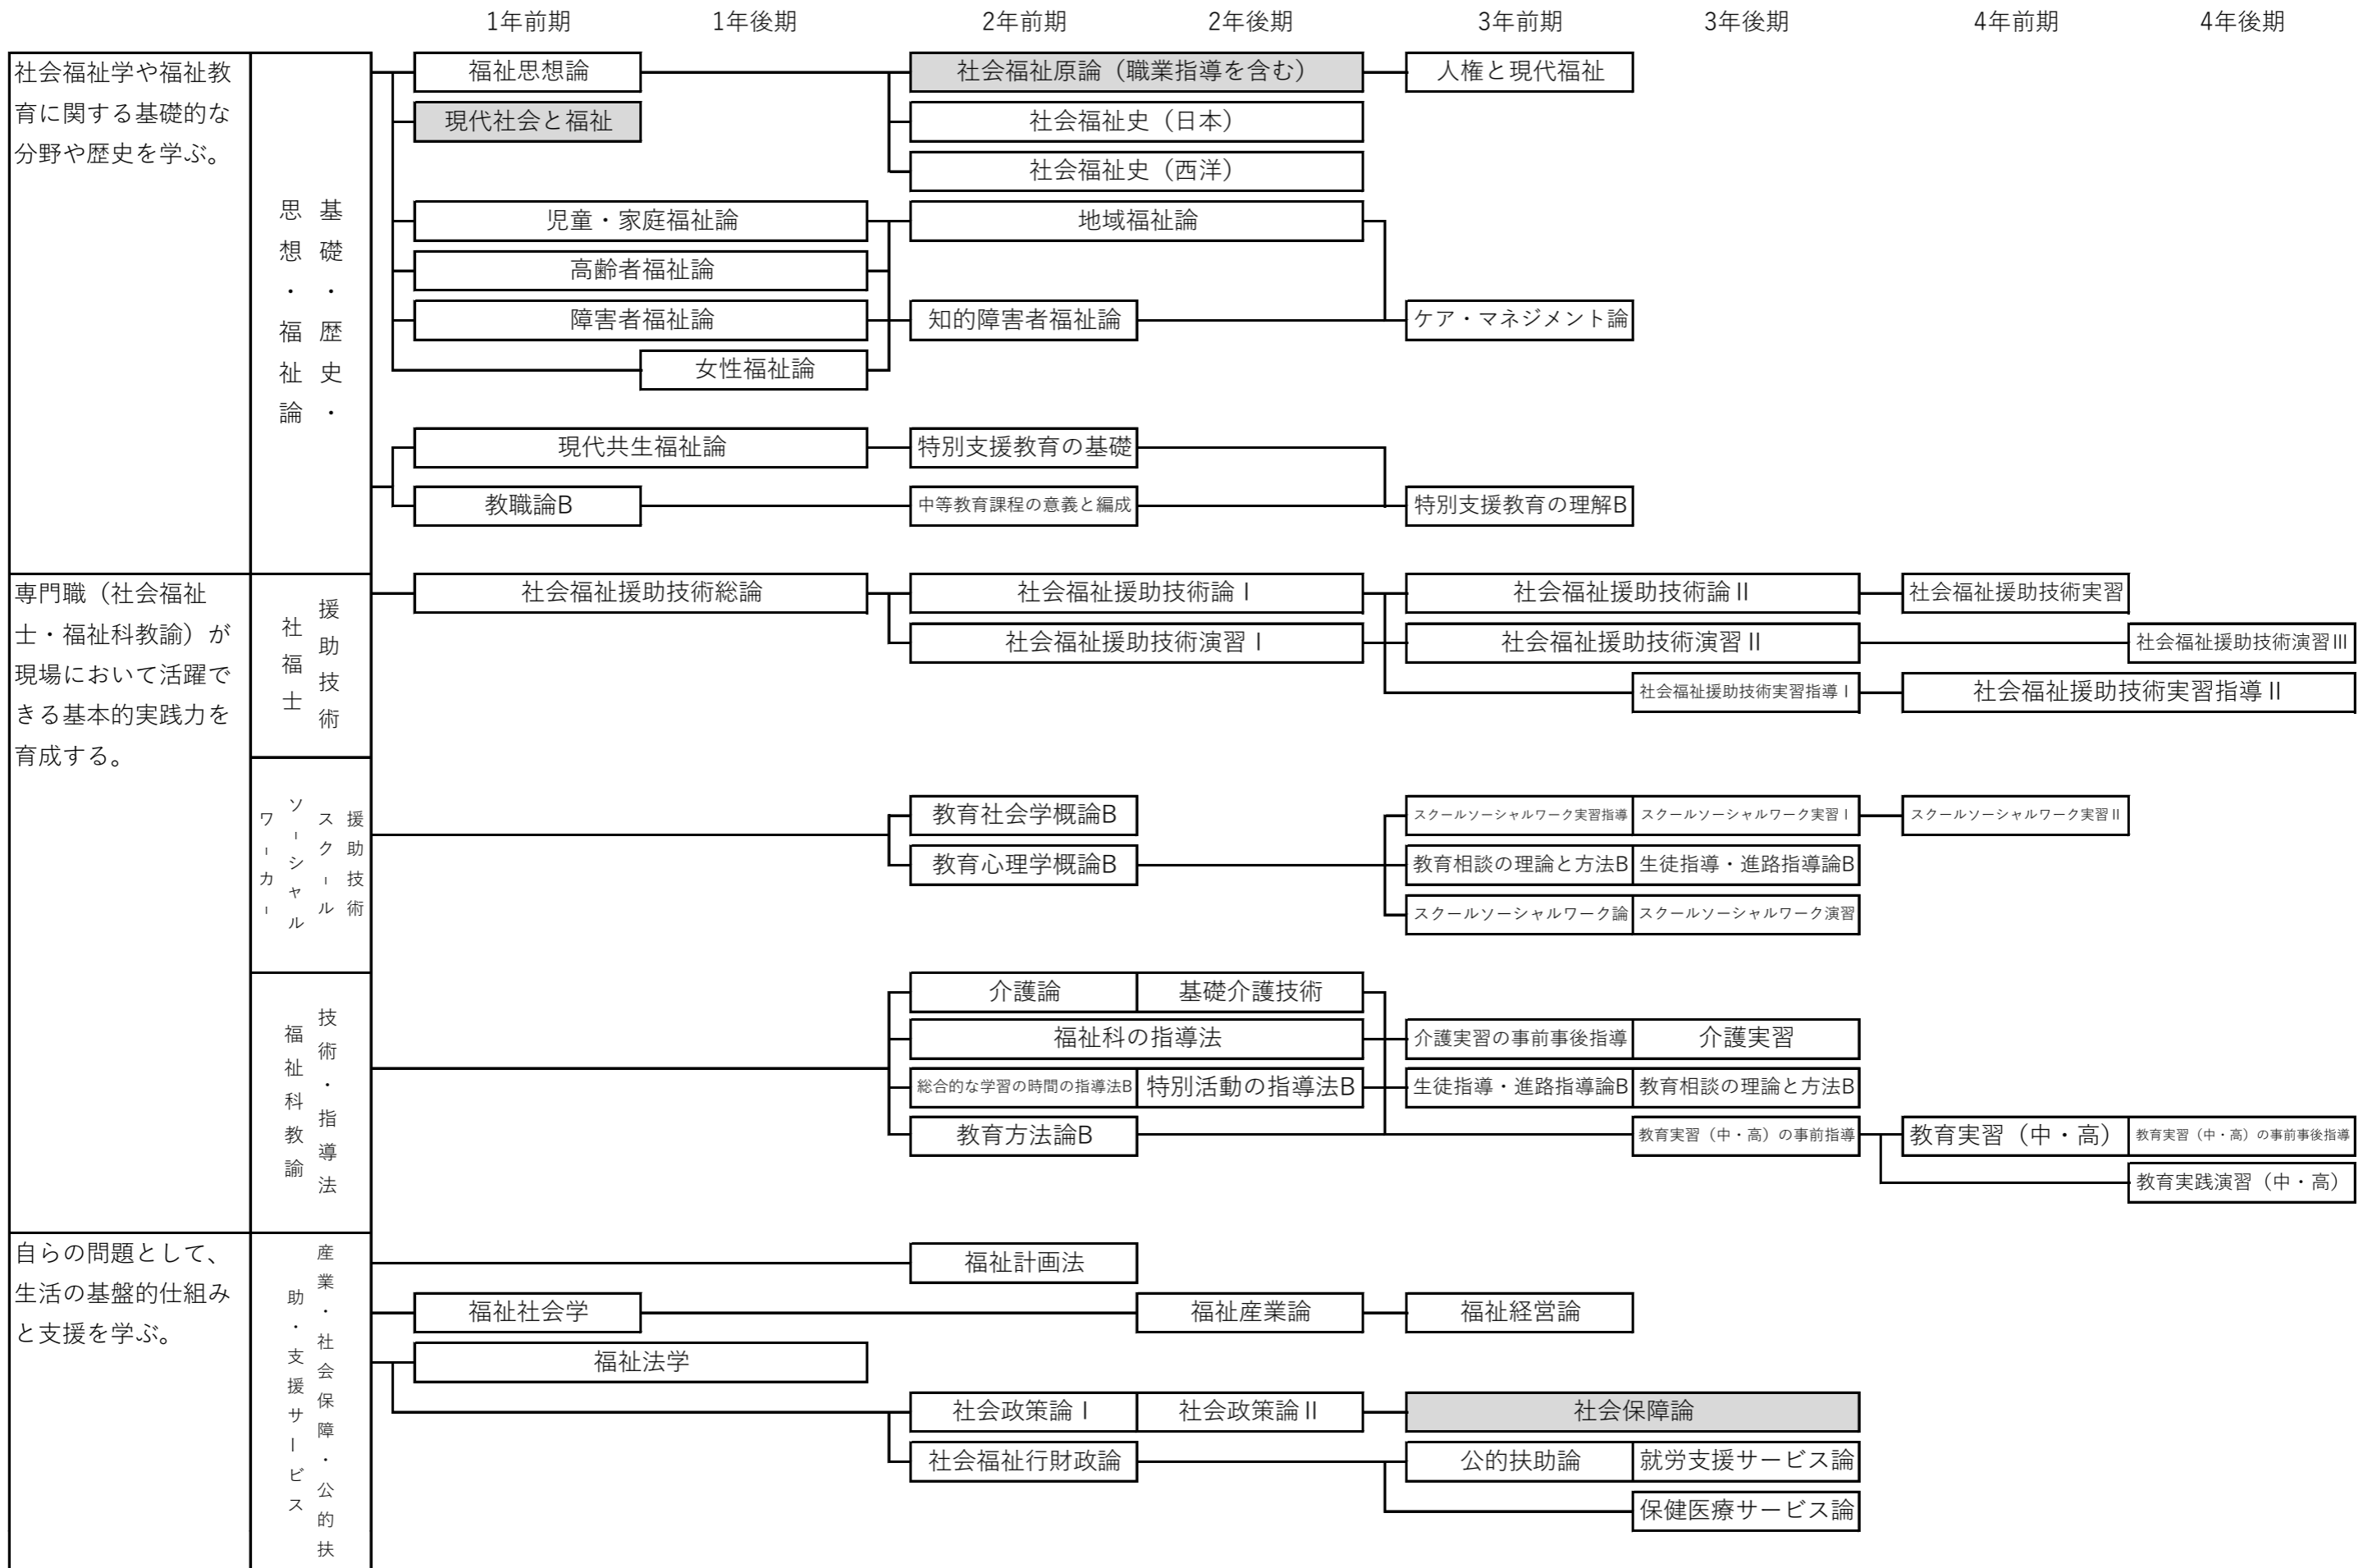 1年前期 1年後期 2年前期 2年後期 3年前期 3年後期 4年前期 4年後期
社会福祉学や福祉教
育に関する基礎的な
分野や歴史を学ぶ。
基礎・歴史・
思想・福祉論
福祉思想論 社会福祉原論（職業指導を含む） 人権と現代福祉
現代社会と福祉 社会福祉史（日本）
社会福祉史（西洋）
児童・家庭福祉論 地域福祉論
高齢者福祉論
障害者福祉論 知的障害者福祉論 ケア・マネジメント論
女性福祉論
現代共生福祉論 特別支援教育の基礎
教職論B 中等教育課程の意義と編成 特別支援教育の理解B
専門職（社会福祉
士・福祉科教諭）が
現場において活躍で
きる基本的実践力を
育成する。
援助技術
社福士
社会福祉援助技術総論 社会福祉援助技術論Ⅰ 社会福祉援助技術論Ⅱ 社会福祉援助技術実習
社会福祉援助技術演習Ⅰ 社会福祉援助技術演習Ⅱ 社会福祉援助技術演習Ⅲ
社会福祉援助技術実習指導Ⅰ 社会福祉援助技術実習指導Ⅱ
援助技術
スクール
ソーシャル
ワーカー
教育社会学概論B スクールソーシャルワーク実習指導 スクールソーシャルワーク実習Ⅰ スクールソーシャルワーク実習Ⅱ
教育心理学概論B 教育相談の理論と方法B 生徒指導・進路指導論B
スクールソーシャルワーク論 スクールソーシャルワーク演習
技術・指導法
福祉科教諭
介護論 基礎介護技術
福祉科の指導法 介護実習の事前事後指導 介護実習
総合的な学習の時間の指導法B 特別活動の指導法B 生徒指導・進路指導論B 教育相談の理論と方法B
教育方法論B 教育実習（中・高）の事前指導 教育実習（中・高） 教育実習（中・高）の事前事後指導
教育実践演習（中・高）
自らの問題として、
生活の基盤的仕組み
と支援を学ぶ。
産業・社会保障・公的扶
助・支援サービス
福祉計画法
福祉社会学 福祉産業論 福祉経営論
福祉法学
社会政策論Ⅰ 社会政策論Ⅱ 社会保障論
社会福祉行財政論 公的扶助論 就労支援サービス論
保健医療サービス論